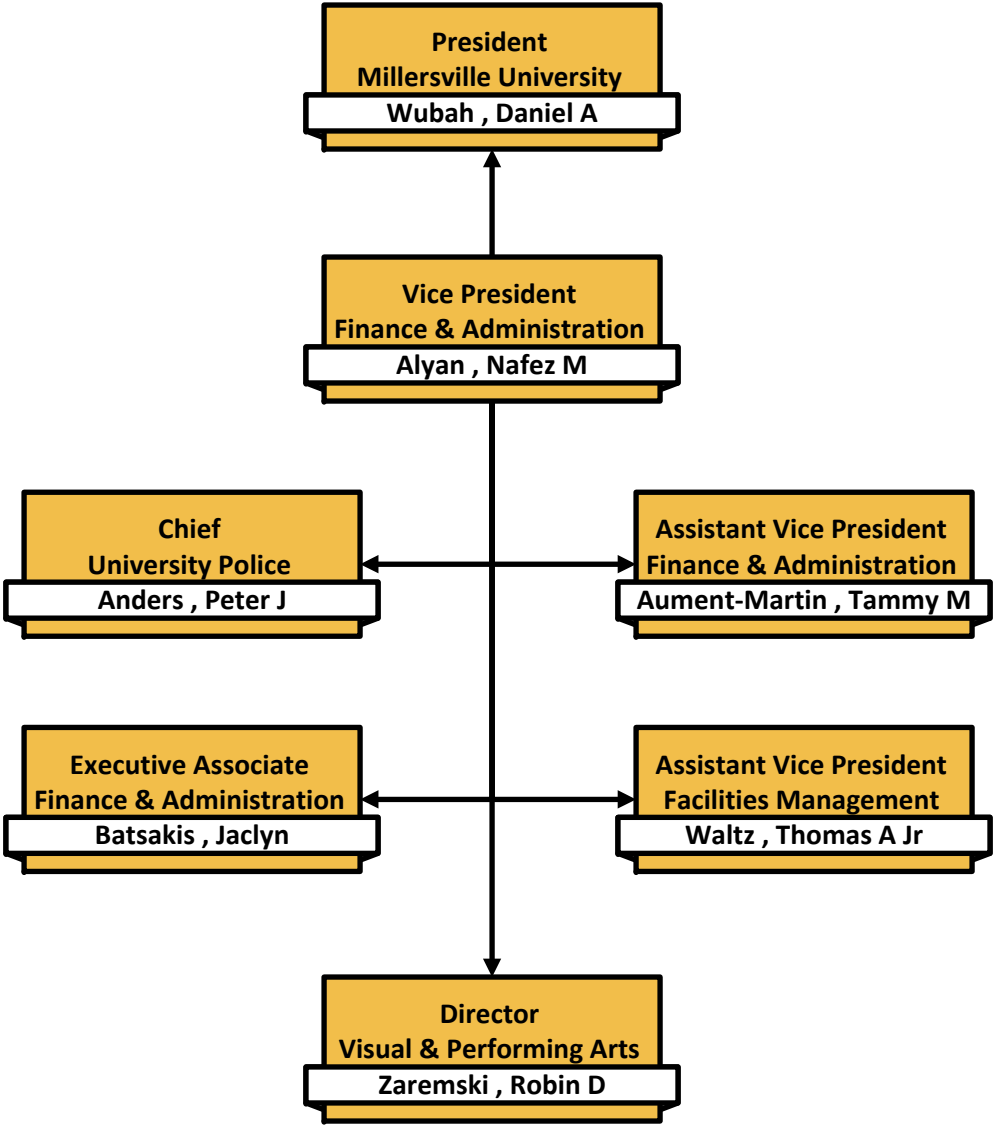 President
Millersville University
Wubah , Daniel A
Vice President
Finance & Administration
Alyan , Nafez M
Chief
University Police
Anders , Peter J
Assistant Vice President
Finance & Administration
Aument-Martin , Tammy M
Executive Associate
Finance & Administration
Batsakis , Jaclyn
Assistant Vice President
Facilities Management
Waltz , Thomas A Jr
Director
Visual & Performing Arts
Zaremski , Robin D